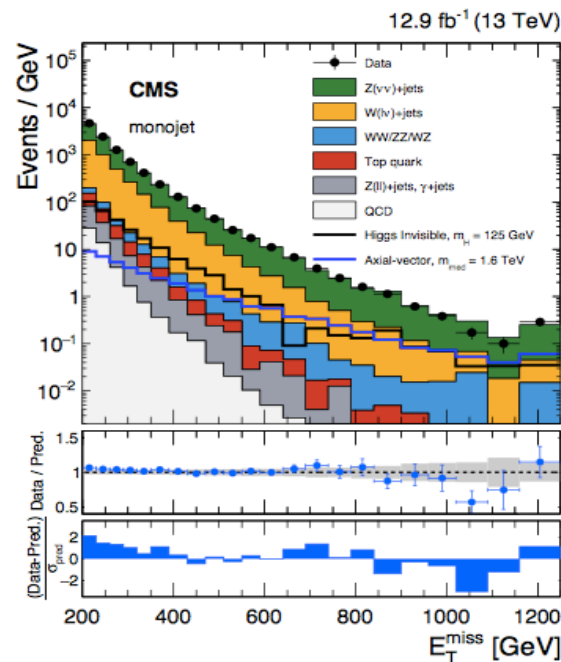 12.9 fb⁻¹ (13 TeV)
Events / GeV
10⁵
10⁴
10³
10²
10
1
10⁻¹
10⁻²
CMS
monojet
Data
Z(νν)+jets
W(lν)+jets
WW/ZZ/WZ
Top quark
Z(ll)+jets, γ+jets
QCD
Higgs Invisible, m_H = 125 GeV
Axial-vector, m_med = 1.6 TeV
Data / Pred.
1.5
1
0.5
(Data-Pred.)
σ_pred
2
0
−2
200 400 600 800 1000 1200
E_T^miss [GeV]